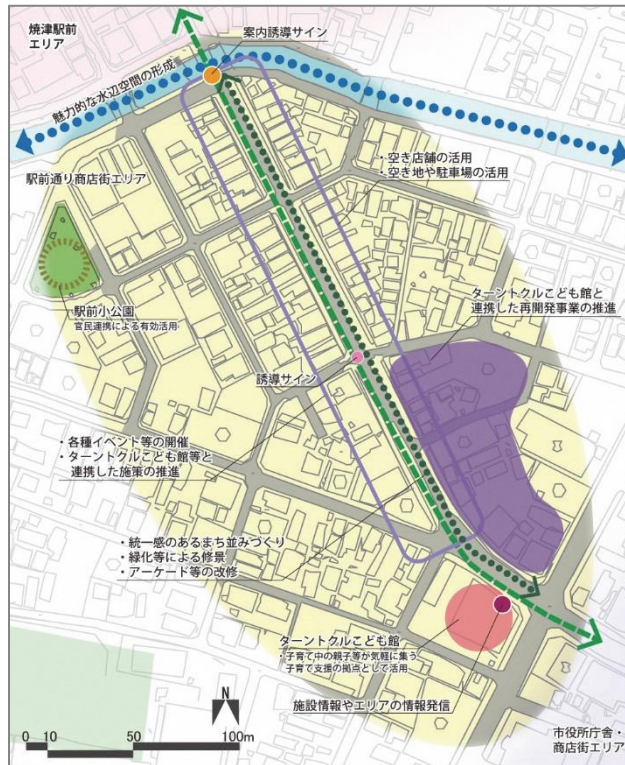 焼津駅前
エリア
案内誘導サイン
魅力的な水辺空間の形成
・空き店舗の活用
・空き地や駐車場の活用
駅前通り商店街エリア
駅前小公園
官民連携による有効活用
ターントクルこども館と
連携した再開発事業の推進
誘導サイン
・各種イベント等の開催
・ターントクルこども館等と
連携した施策の推進
・統一感のあるまち並みづくり
・緑化等による修景
・アーケード等の改修
ターントクルこども館
・子育て中の親子等が気軽に集う
子育て支援の拠点として活用
施設情報やエリアの情報発信
N
0 10 50 100m
市役所庁舎・
商店街エリア